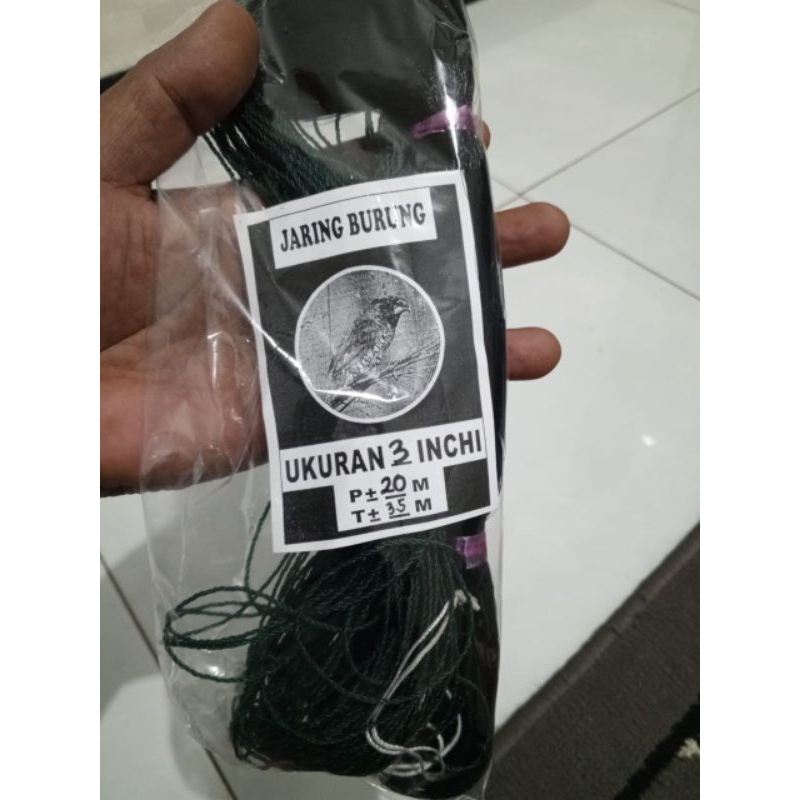 JARING BURUNG
UKURAN 3 INCHI
P± 20 M
T± 3.5 M